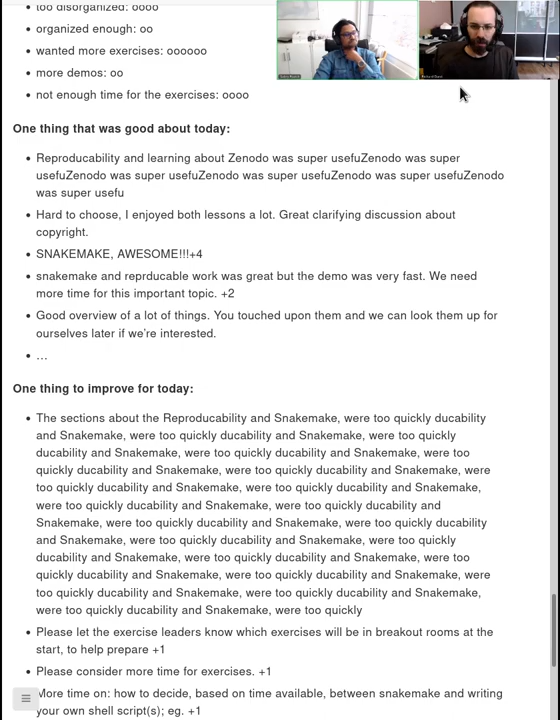 too disorganized: oooo
organized enough: oo
wanted more exercises: oooooo
more demos: oo
not enough time for the exercises: oooo
One thing that was good about today:
Reproducability and learning about Zenodo was super usefuZenodo was super
usefuZenodo was super usefuZenodo was super usefuZenodo was super usefuZenodo
was super usefu
Hard to choose, I enjoyed both lessons a lot. Great clarifying discussion about
copyright.
SNAKEMAKE, AWESOME!!!+4
snakemake and reprducable work was great but the demo was very fast. We need
more time for this important topic. +2
Good overview of a lot of things. You touched upon them and we can look them up for
ourselves later if we're interested.
…
One thing to improve for today:
The sections about the Reproducability and Snakemake, were too quickly ducability
and Snakemake, were too quickly ducability and Snakemake, were too quickly
ducability and Snakemake, were too quickly ducability and Snakemake, were too
quickly ducability and Snakemake, were too quickly ducability and Snakemake, were
too quickly ducability and Snakemake, were too quickly ducability and Snakemake,
were too quickly ducability and Snakemake, were too quickly ducability and
Snakemake, were too quickly ducability and Snakemake, were too quickly ducability
and Snakemake, were too quickly ducability and Snakemake, were too quickly
ducability and Snakemake, were too quickly ducability and Snakemake, were too
quickly ducability and Snakemake, were too quickly ducability and Snakemake, were
too quickly ducability and Snakemake, were too quickly ducability and Snakemake,
were too quickly ducability and Snakemake, were too quickly
Please let the exercise leaders know which exercises will be in breakout rooms at the
start, to help prepare +1
Please consider more time for exercises. +1
More time on: how to decide, based on time available, between snakemake and writing
your own shell script(s); eg. +1